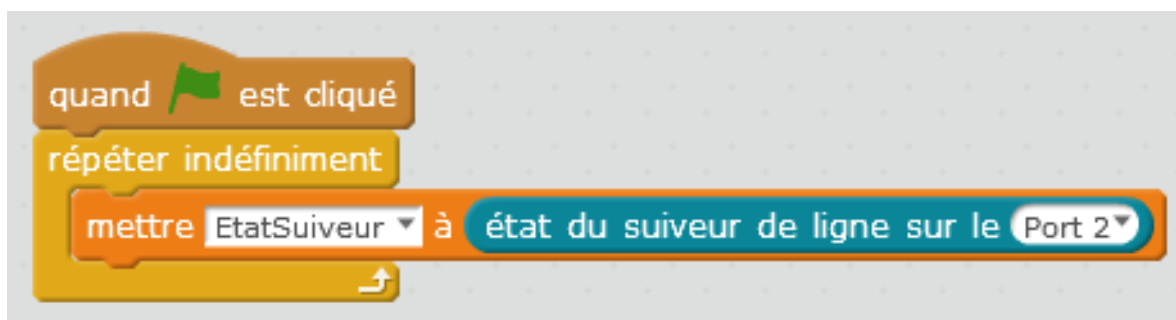 quand est cliqué
répéter indéfiniment
mettre EtatSuiveur à état du suiveur de ligne sur le Port 2